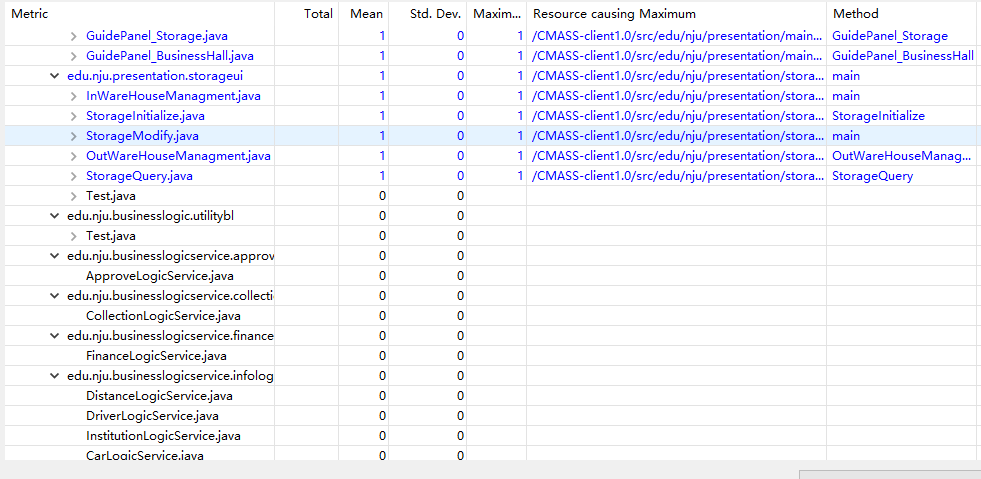 Metric Total Mean Std. Dev. Maxim... Resource causing Maximum Method
GuidePanel_Storage.java 1 0 1 /CMASS-client1.0/src/edu/nju/presentation/main... GuidePanel_Storage
GuidePanel_BusinessHall.java 1 0 1 /CMASS-client1.0/src/edu/nju/presentation/main... GuidePanel_BusinessHall
edu.nju.presentation.storageui 1 0 1 /CMASS-client1.0/src/edu/nju/presentation/stora... main
InWareHouseManagment.java 1 0 1 /CMASS-client1.0/src/edu/nju/presentation/stora... main
StorageInitialize.java 1 0 1 /CMASS-client1.0/src/edu/nju/presentation/stora... StorageInitialize
StorageModify.java 1 0 1 /CMASS-client1.0/src/edu/nju/presentation/stora... main
OutWareHouseManagment.java 1 0 1 /CMASS-client1.0/src/edu/nju/presentation/stora... OutWareHouseManag...
StorageQuery.java 1 0 1 /CMASS-client1.0/src/edu/nju/presentation/stora... StorageQuery
Test.java 0 0
edu.nju.businesslogic.utilitybl 0 0
Test.java 0 0
edu.nju.businesslogicservice.approv 0 0
ApproveLogicService.java 0 0
edu.nju.businesslogicservice.collecti 0 0
CollectionLogicService.java 0 0
edu.nju.businesslogicservice.finance 0 0
FinanceLogicService.java 0 0
edu.nju.businesslogicservice.infolog 0 0
DistanceLogicService.java 0 0
DriverLogicService.java 0 0
InstitutionLogicService.java 0 0
CarLogicService.java 0 0